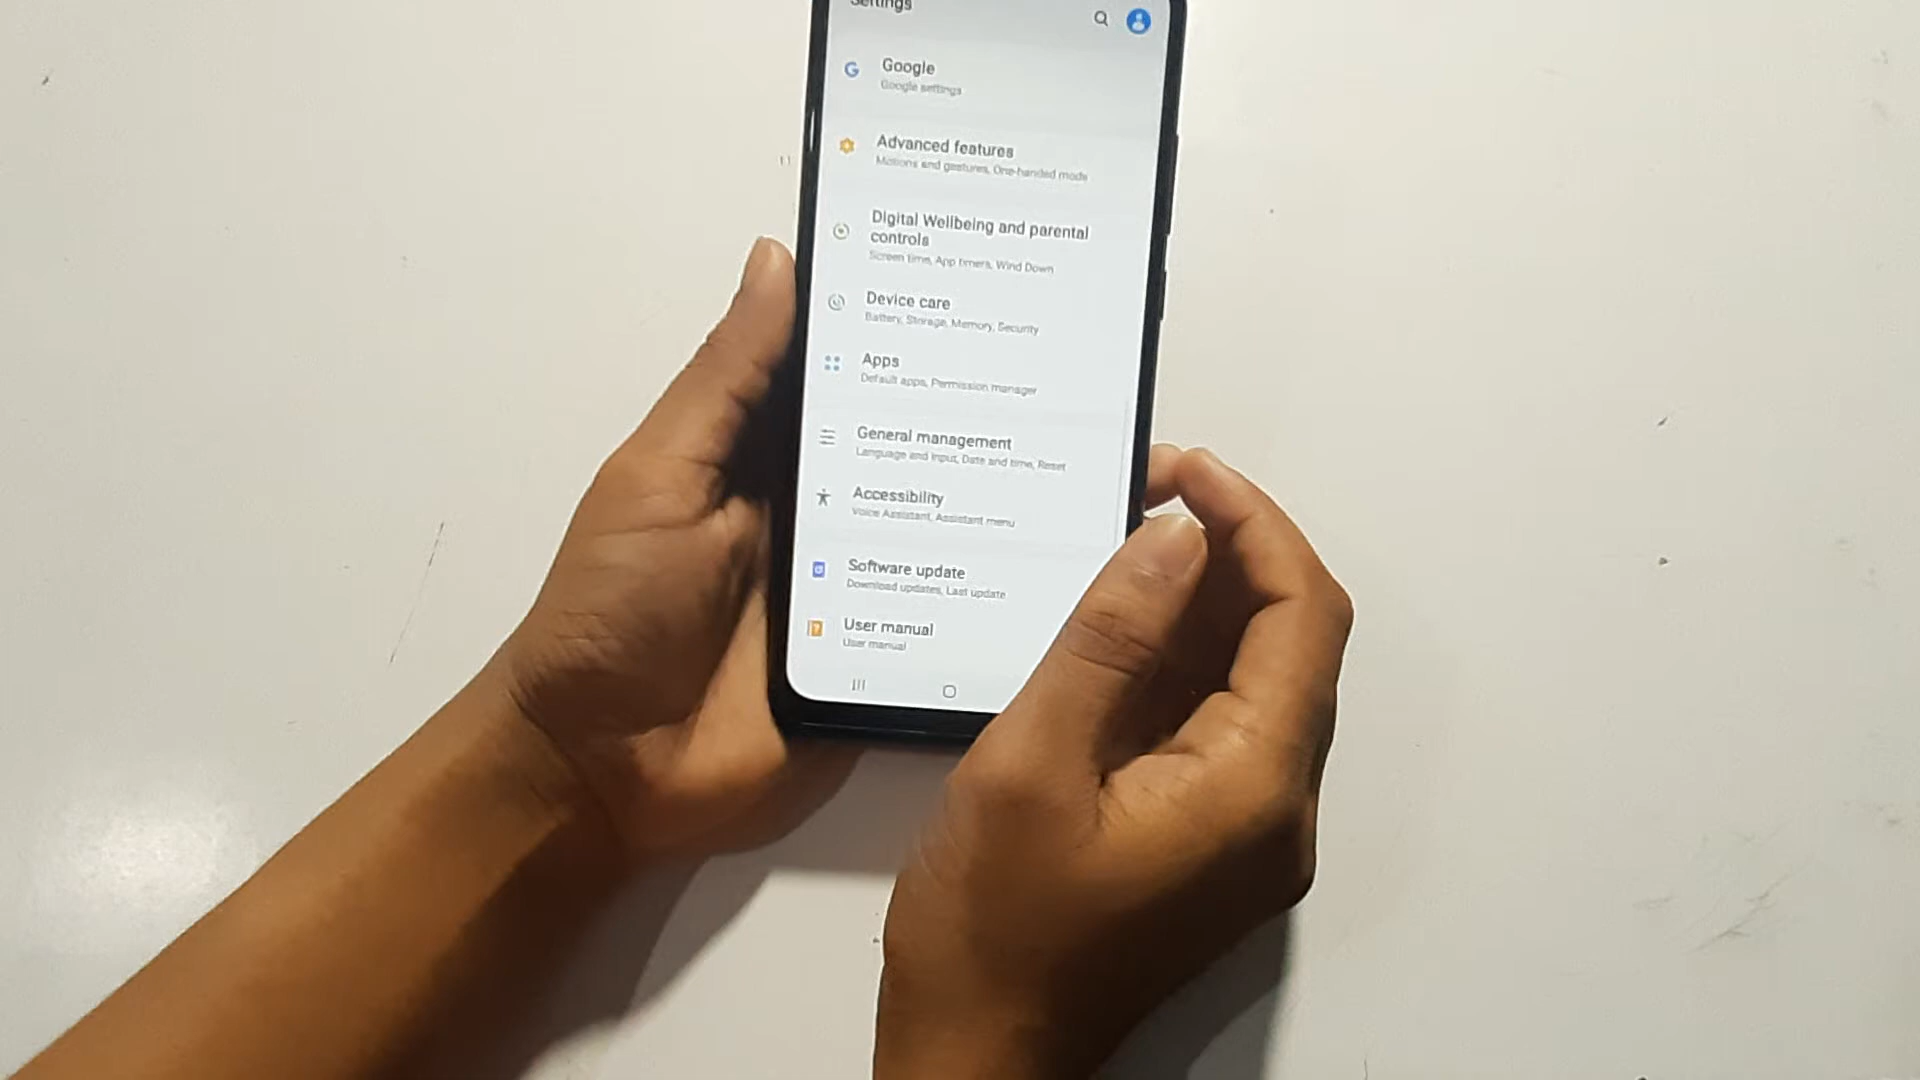 Settings
Google
Google settings
Advanced features
Motions and gestures, One-handed mode
Digital Wellbeing and parental
controls
Screen time, App timers, Wind Down
Device care
Battery, Storage, Memory, Security
Apps
Default apps, Permission manager
General management
Language and input, Date and time, Reset
Accessibility
Voice Assistant, Assistant menu
Software update
Download updates, Last update
User manual
User manual